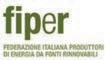 fiper
FEDERAZIONE ITALIANA PRODUTTORI
DI ENERGIA DA FONTI RINNOVABILI